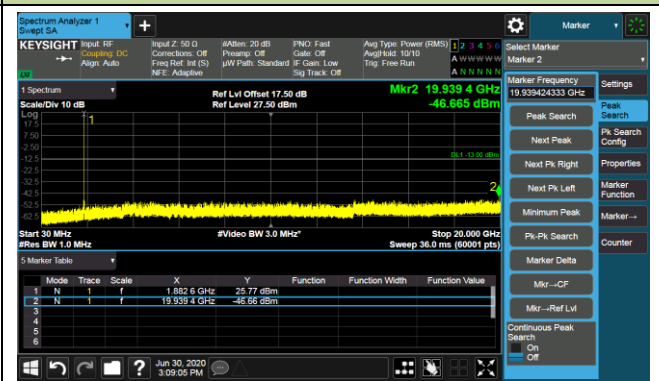 Spectrum Analyzer 1
Swept SA
Marker
KEYSIGHT Input: RF Input Z: 50 Ω #Atten: 20 dB PNO: Fast Avg Type: Power (RMS) 1 2 3 4 5 6
Coupling: DC Corrections: Off Preamp: Off Gate: Off Avg|Hold: 10/10 A W W W W W
Align: Auto Freq Ref: Int (S) µW Path: Standard IF Gain: Low Trig: Free Run
NFE: Adaptive Sig Track: Off A N N N N N
Select Marker
Marker 2
1 Spectrum
Scale/Div 10 dB
Ref Lvl Offset 17.50 dB
Ref Level 27.50 dBm
Mkr2 19.939 4 GHz
-46.665 dBm
Log
17.5
7.50
-2.50
-12.5
-22.5
-32.5
-42.5
-52.5
-62.5
1
DL1 -13.00 dBm
2
Start 30 MHz #Video BW 3.0 MHz* Stop 20.000 GHz
#Res BW 1.0 MHz Sweep 36.0 ms (60001 pts)
5 Marker Table
Mode Trace Scale X Y Function Function Width Function Value
1 N 1 f 1.882 6 GHz 25.77 dBm
2 N 1 f 19.939 4 GHz -46.66 dBm
3
4
5
6
Marker Frequency
19.939424333 GHz
Peak Search
Next Peak
Next Pk Right
Next Pk Left
Minimum Peak
Pk-Pk Search
Marker Delta
Mkr→CF
Mkr→Ref Lvl
Continuous Peak
Search
On
Off
Settings
Peak
Search
Pk Search
Config
Properties
Marker
Function
Marker→
Counter
Jun 30, 2020
3:09:05 PM